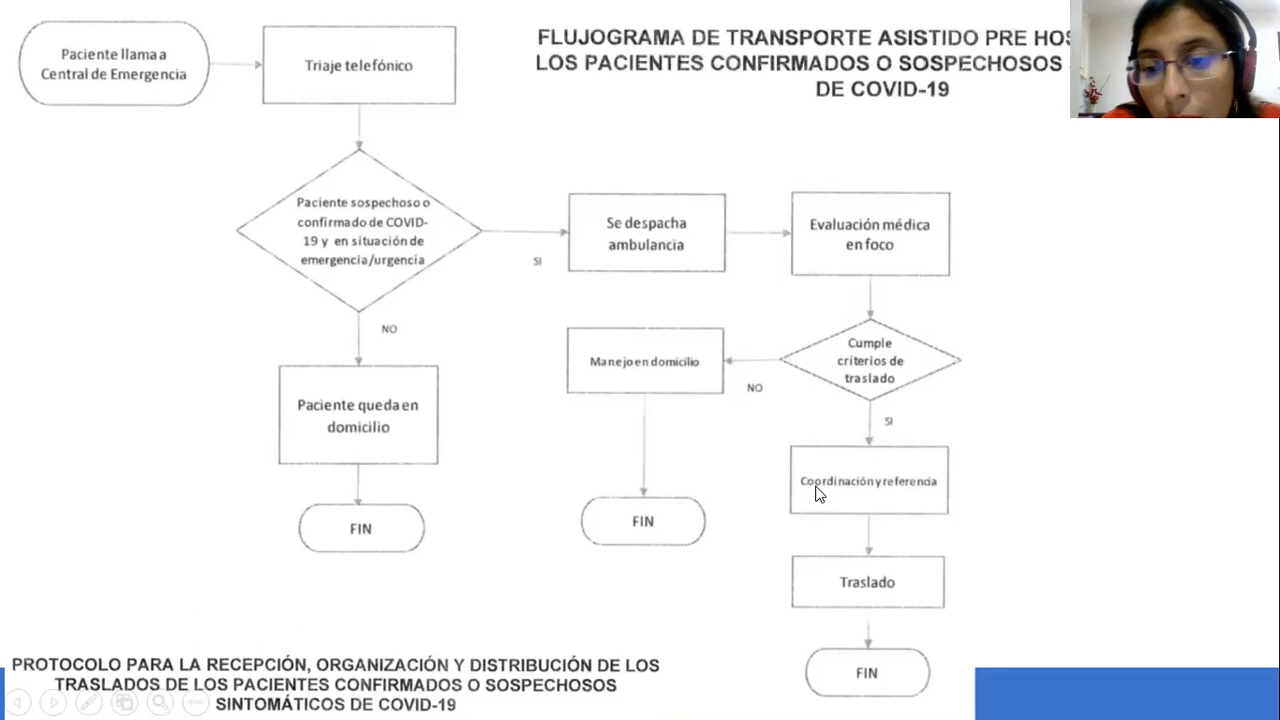 FLUJOGRAMA DE TRANSPORTE ASISTIDO PRE
LOS PACIENTES CONFIRMADOS O SOSPECHOSOS
DE COVID-19
Paciente llama a
Central de Emergencia
Triaje telefónico
Paciente sospechoso o
confirmado de COVID-
19 y en situación de
emergencia/urgencia
SI
Se despacha
ambulancia
Evaluación médica
en foco
NO
Cumple
criterios de
traslado
Manejo en domicilio
NO
SI
Paciente queda en
domicilio
Coordinación y referencia
FIN
FIN
Traslado
FIN
PROTOCOLO PARA LA RECEPCIÓN, ORGANIZACIÓN Y DISTRIBUCIÓN DE LOS
TRASLADOS DE LOS PACIENTES CONFIRMADOS O SOSPECHOSOS
SINTOMÁTICOS DE COVID-19